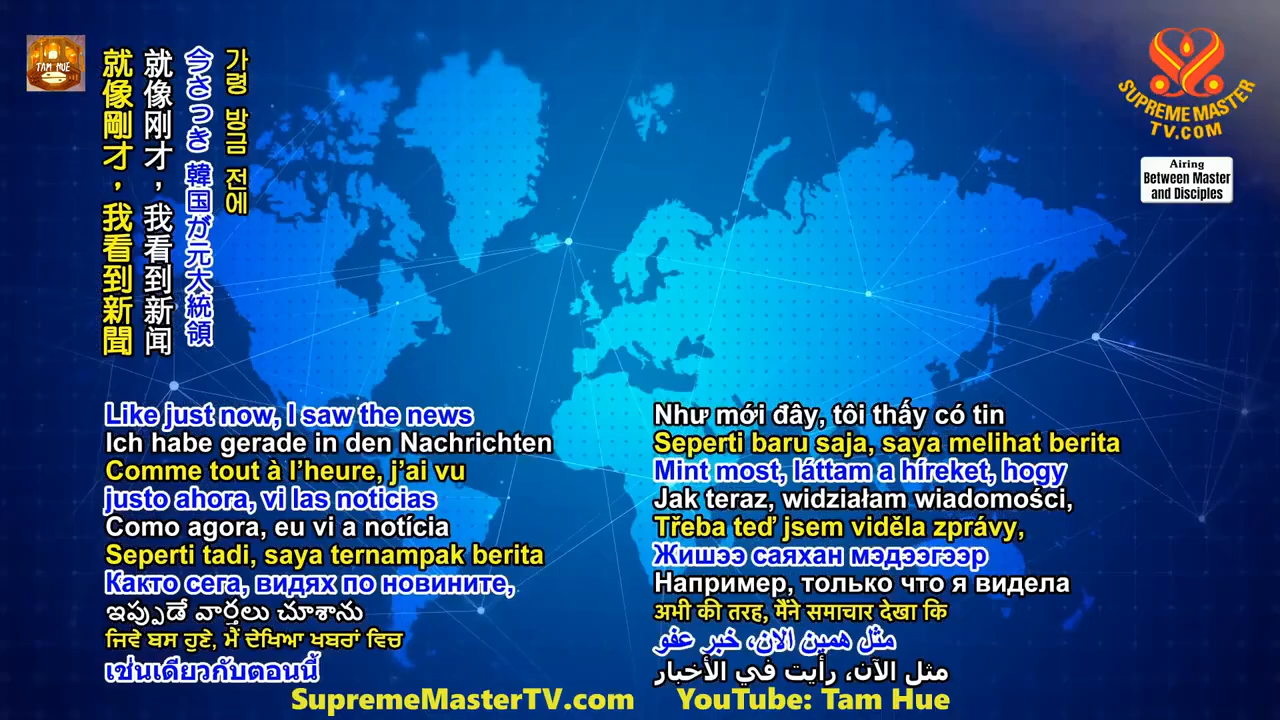 TAM HUE
就像剛才，我看到新聞
就像刚才，我看到新闻
今さっき 韓国が元大統領
가령 방금 전에
SUPREME MASTER
TV.COM
Airing
Between Master
and Disciples
Like just now, I saw the news
Ich habe gerade in den Nachrichten
Comme tout à l’heure, j’ai vu
justo ahora, vi las noticias
Como agora, eu vi a notícia
Seperti tadi, saya ternampak berita
Както сега, видях по новините,
ఇప్పుడే వార్తలు చూశాను
ਜਿਵੇ ਬਸ ਹੁਣੇ, ਮੈਂ ਦੇਖਿਆ ਖਬਰਾਂ ਵਿਚ
เช่นเดียวกับตอนนี้
Như mới đây, tôi thấy có tin
Seperti baru saja, saya melihat berita
Mint most, láttam a híreket, hogy
Jak teraz, widziałam wiadomości,
Třeba teď jsem viděla zprávy,
Жишээ саяхан мэдээгээр
Например, только что я видела
अभी की तरह, मैंने समाचार देखा कि
مثل همین الان، خبر عفو
مثل الآن، رأيت في الأخبار
SupremeMasterTV.com YouTube: Tam Hue